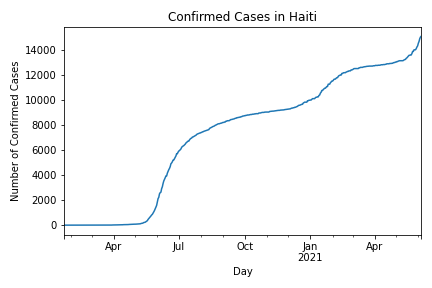 Confirmed Cases in Haiti
14000
12000
10000
8000
6000
4000
2000
0
Number of Confirmed Cases
Apr Jul Oct Jan Apr
2021
Day